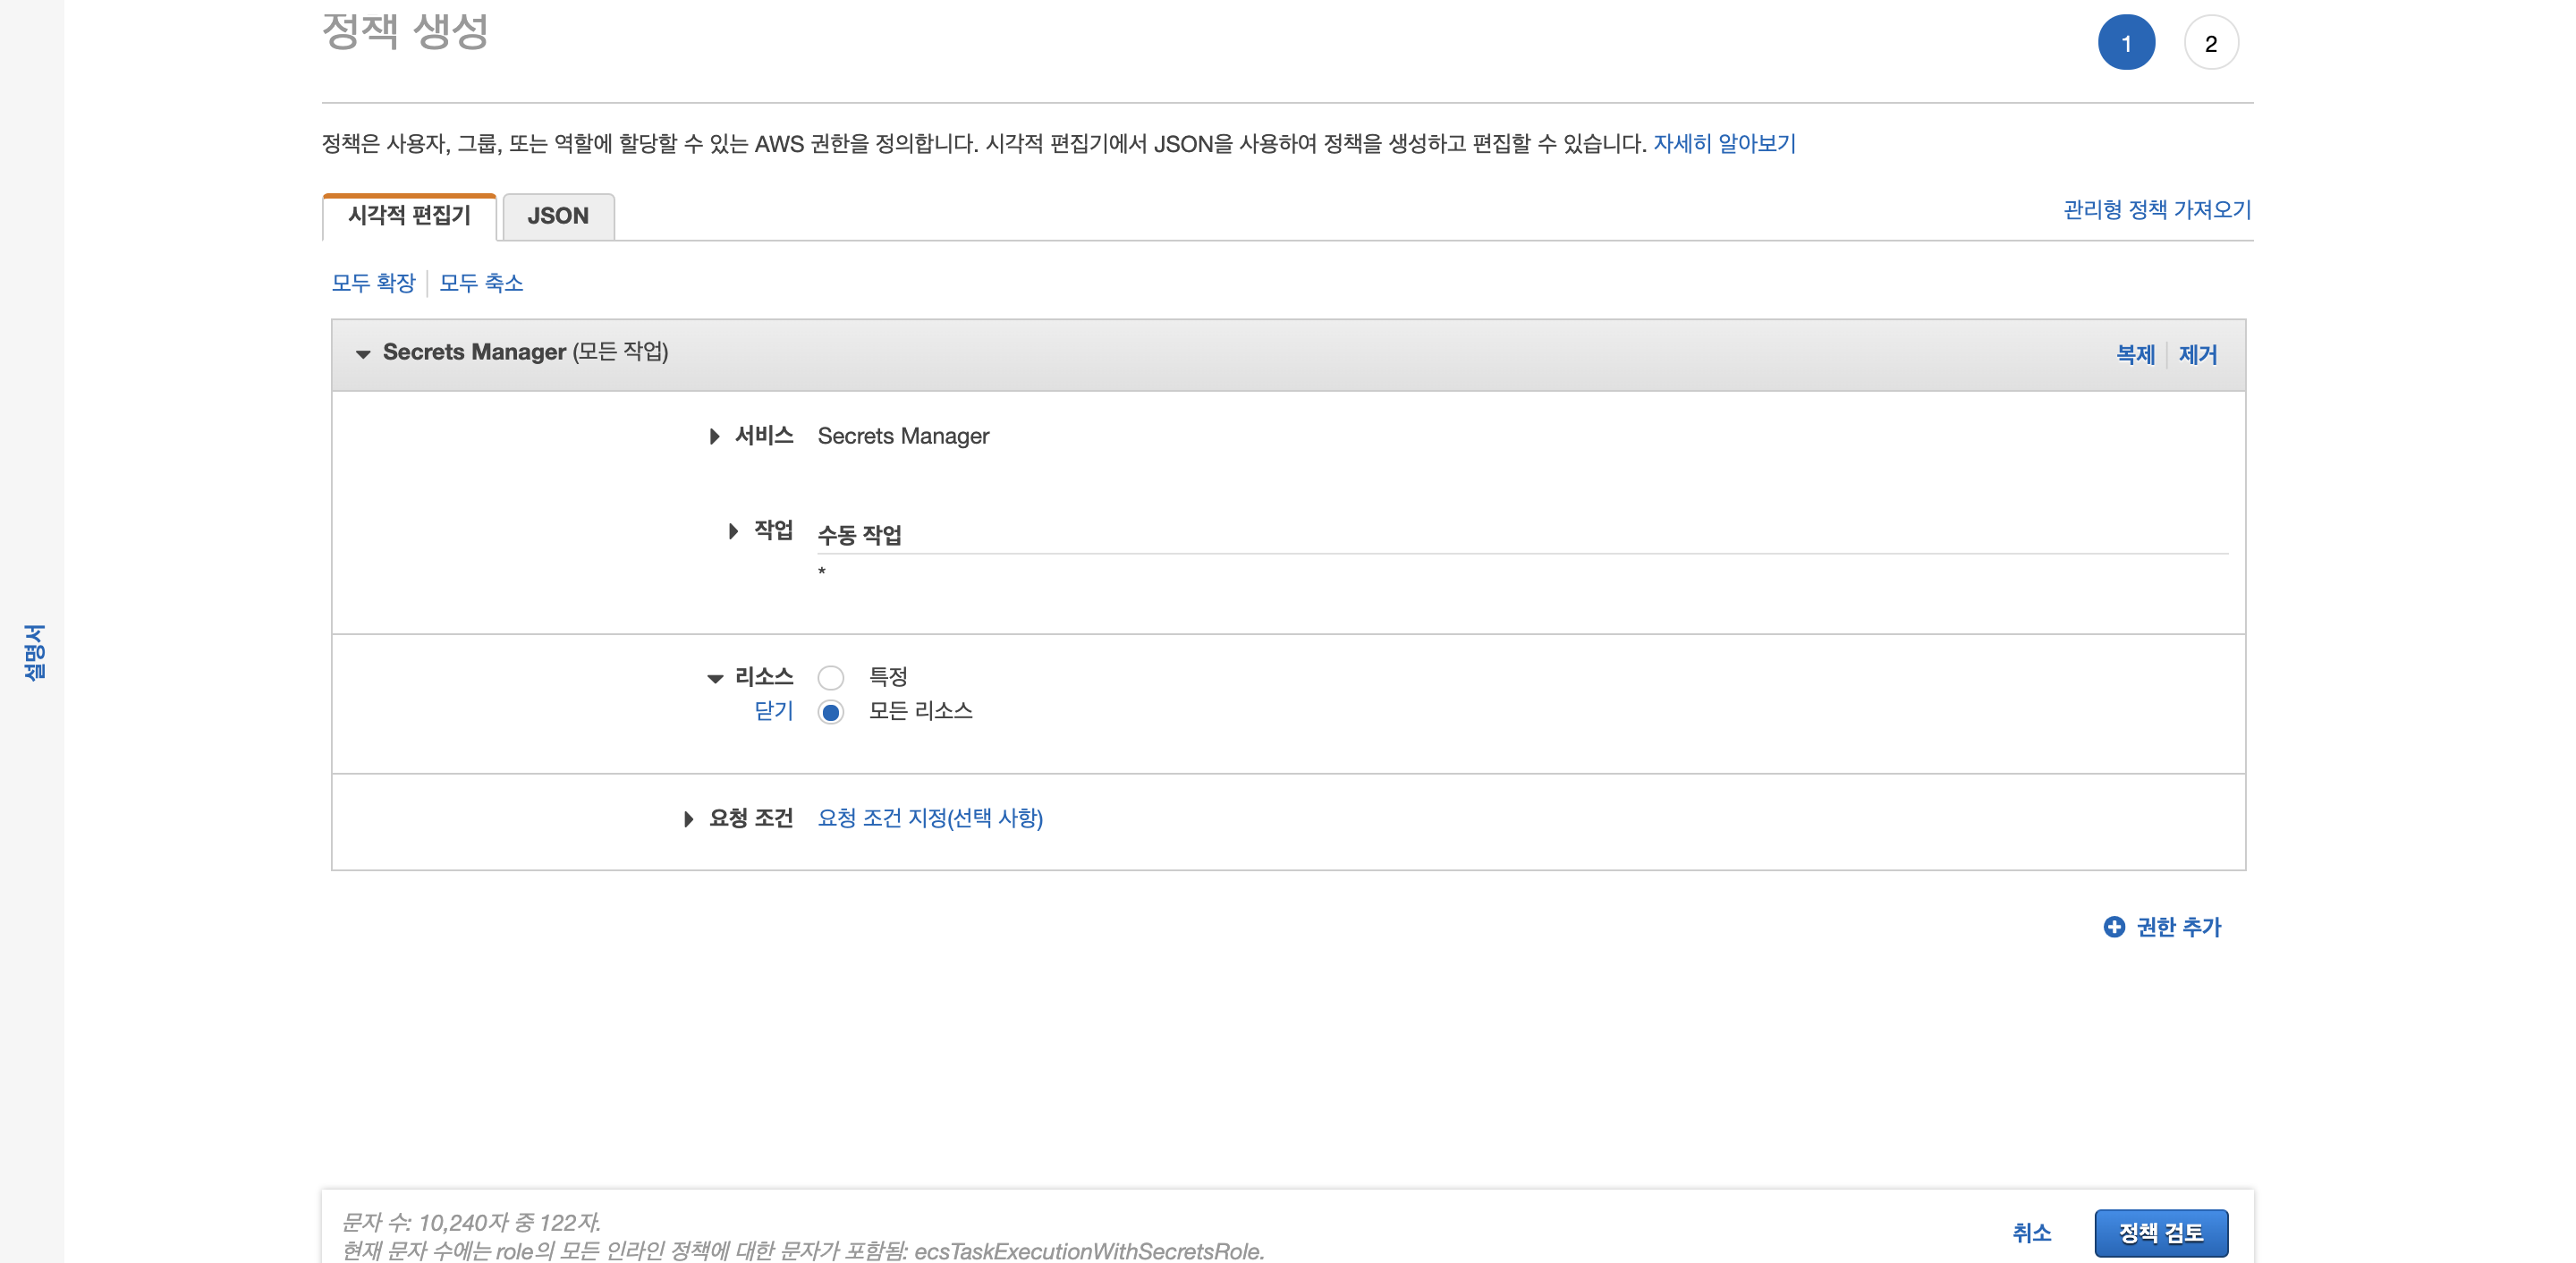 정책 생성
1 2
정책은 사용자, 그룹, 또는 역할에 할당할 수 있는 AWS 권한을 정의합니다. 시각적 편집기에서 JSON을 사용하여 정책을 생성하고 편집할 수 있습니다. 자세히 알아보기
시각적 편집기 JSON 관리형 정책 가져오기
모두 확장 모두 축소
Secrets Manager (모든 작업) 복제 제거
서비스 Secrets Manager
작업 수동 작업
*
리소스 특정
닫기 모든 리소스
요청 조건 요청 조건 지정(선택 사항)
권한 추가
설명서
문자 수: 10,240자 중 122자.
현재 문자 수에는 role의 모든 인라인 정책에 대한 문자가 포함됨: ecsTaskExecutionWithSecretsRole.
취소 정책 검토